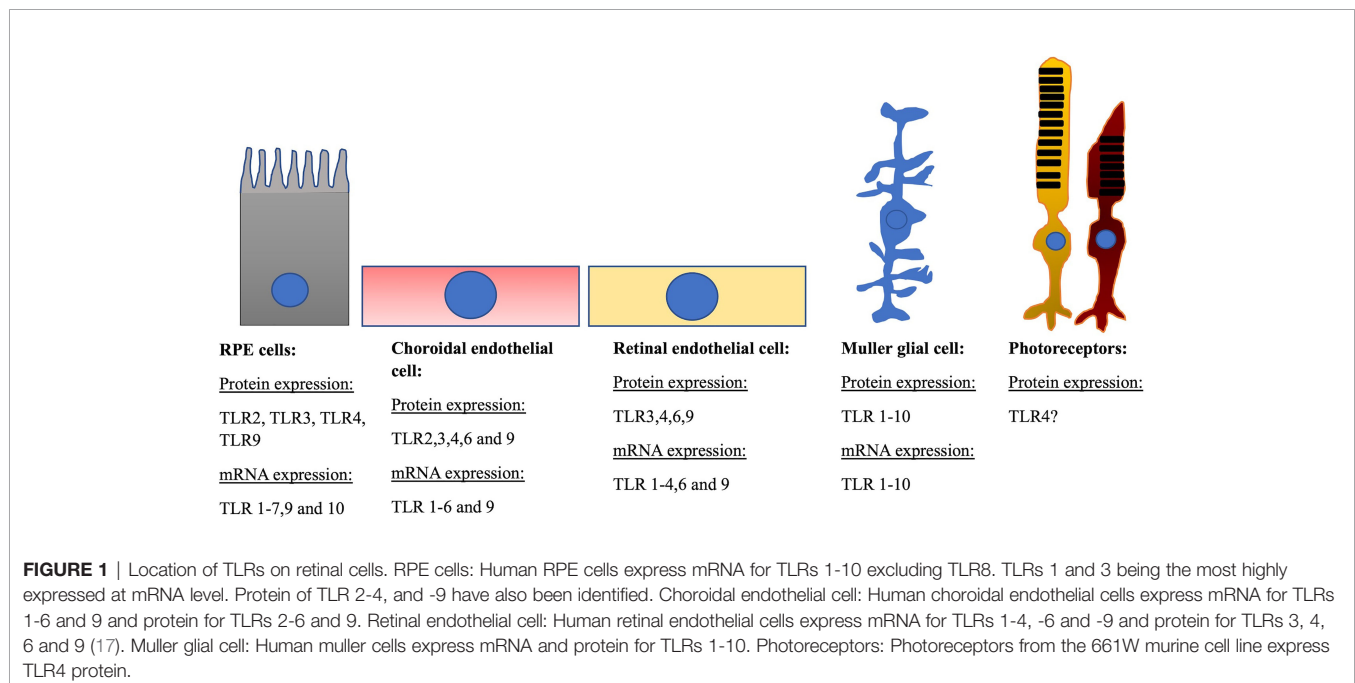 RPE cells:
Protein expression:
TLR2, TLR3, TLR4,
TLR9
mRNA expression:
TLR 1-7,9 and 10
Choroidal endothelial
cell:
Protein expression:
TLR2,3,4,6 and 9
mRNA expression:
TLR 1-6 and 9
Retinal endothelial cell:
Protein expression:
TLR3,4,6,9
mRNA expression:
TLR 1-4,6 and 9
Muller glial cell:
Protein expression:
TLR 1-10
mRNA expression:
TLR 1-10
Photoreceptors:
Protein expression:
TLR4?
FIGURE 1 | Location of TLRs on retinal cells. RPE cells: Human RPE cells express mRNA for TLRs 1-10 excluding TLR8. TLRs 1 and 3 being the most highly
expressed at mRNA level. Protein of TLR 2-4, and -9 have also been identified. Choroidal endothelial cell: Human choroidal endothelial cells express mRNA for TLRs
1-6 and 9 and protein for TLRs 2-6 and 9. Retinal endothelial cell: Human retinal endothelial cells express mRNA for TLRs 1-4, -6 and -9 and protein for TLRs 3, 4,
6 and 9 (17). Muller glial cell: Human muller cells express mRNA and protein for TLRs 1-10. Photoreceptors: Photoreceptors from the 661W murine cell line express
TLR4 protein.